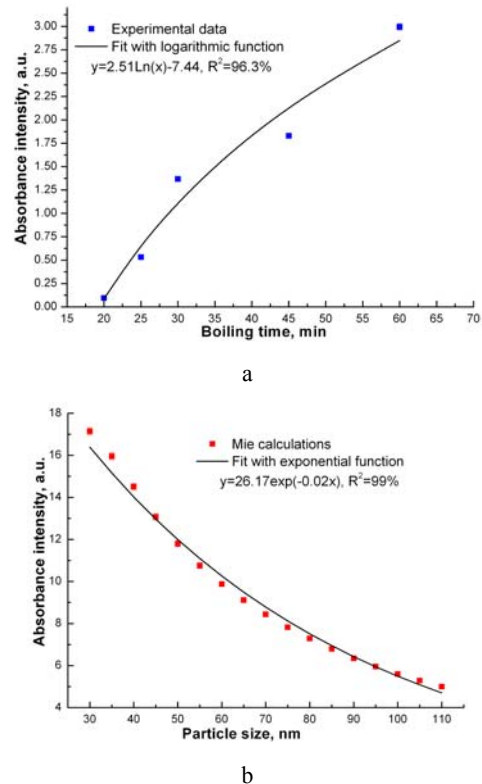 3.00
2.75
2.50
2.25
2.00
1.75
1.50
1.25
1.00
0.75
0.50
0.25
0.00
Absorbance intensity, a.u.
Experimental data
Fit with logarithmic function
y=2.51Ln(x)-7.44, R²=96.3%
15 20 25 30 35 40 45 50 55 60 65 70
Boiling time, min
a
18
16
14
12
10
8
6
4
Absorbance intensity, a.u.
Mie calculations
Fit with exponential function
y=26.17exp(-0.02x), R²=99%
30 40 50 60 70 80 90 100 110
Particle size, nm
b